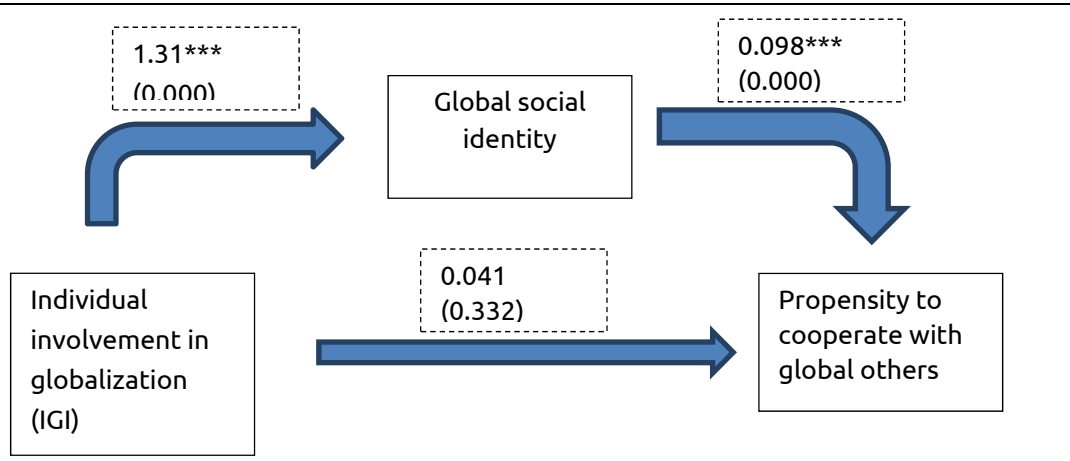 1.31***
(0.000)
Global social
identity
0.098***
(0.000)
Individual
involvement in
globalization
(IGI)
0.041
(0.332)
Propensity to
cooperate with
global others